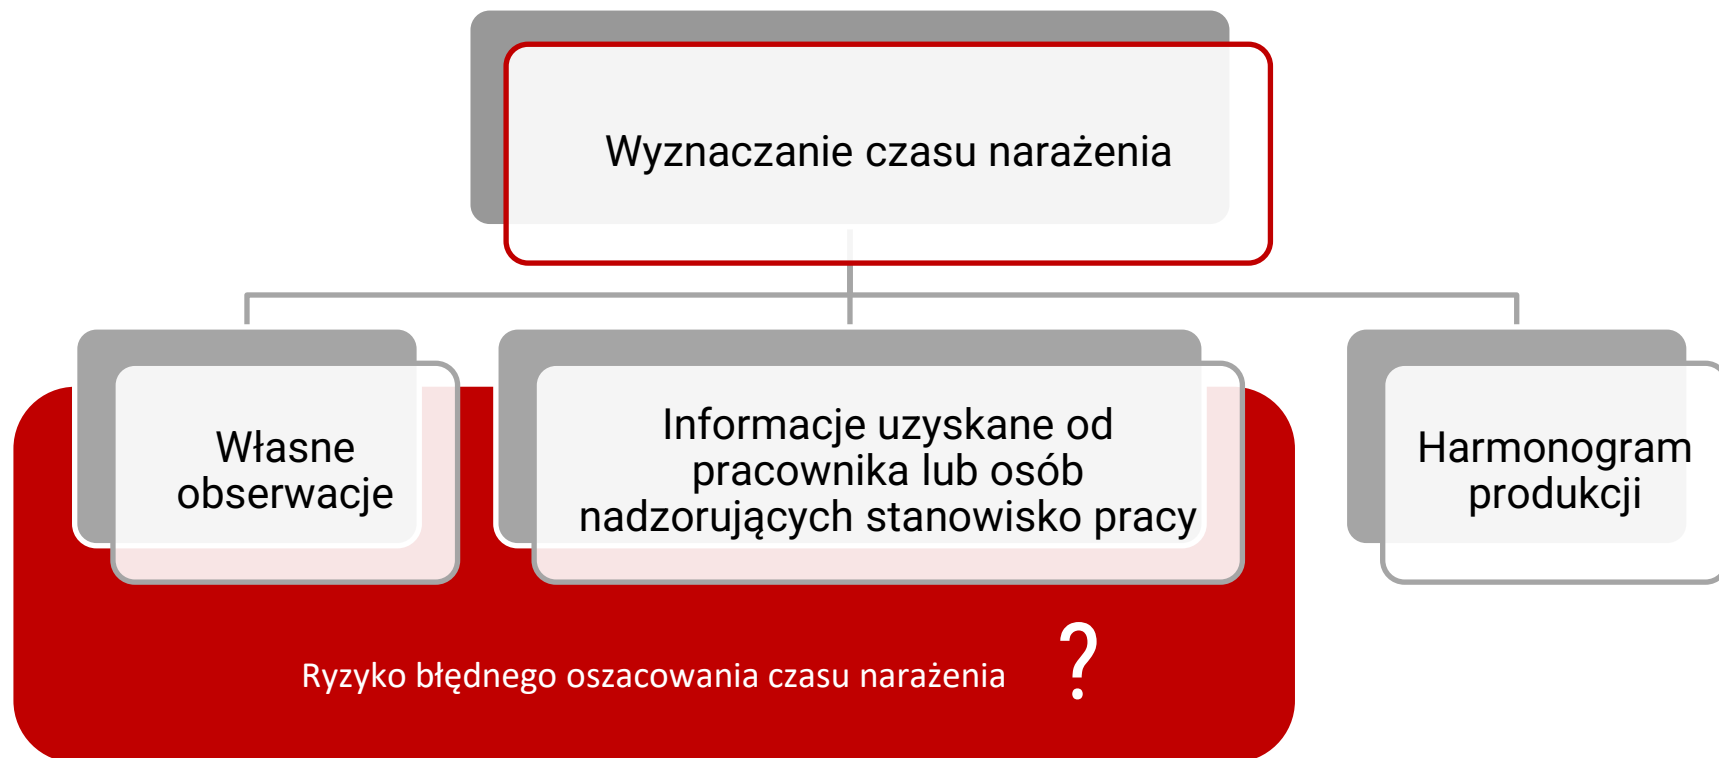 Wyznaczanie czasu narażenia
Własne
obserwacje
Informacje uzyskane od
pracownika lub osób
nadzorujących stanowisko pracy
Harmonogram
produkcji
Ryzyko błędnego oszacowania czasu narażenia ?